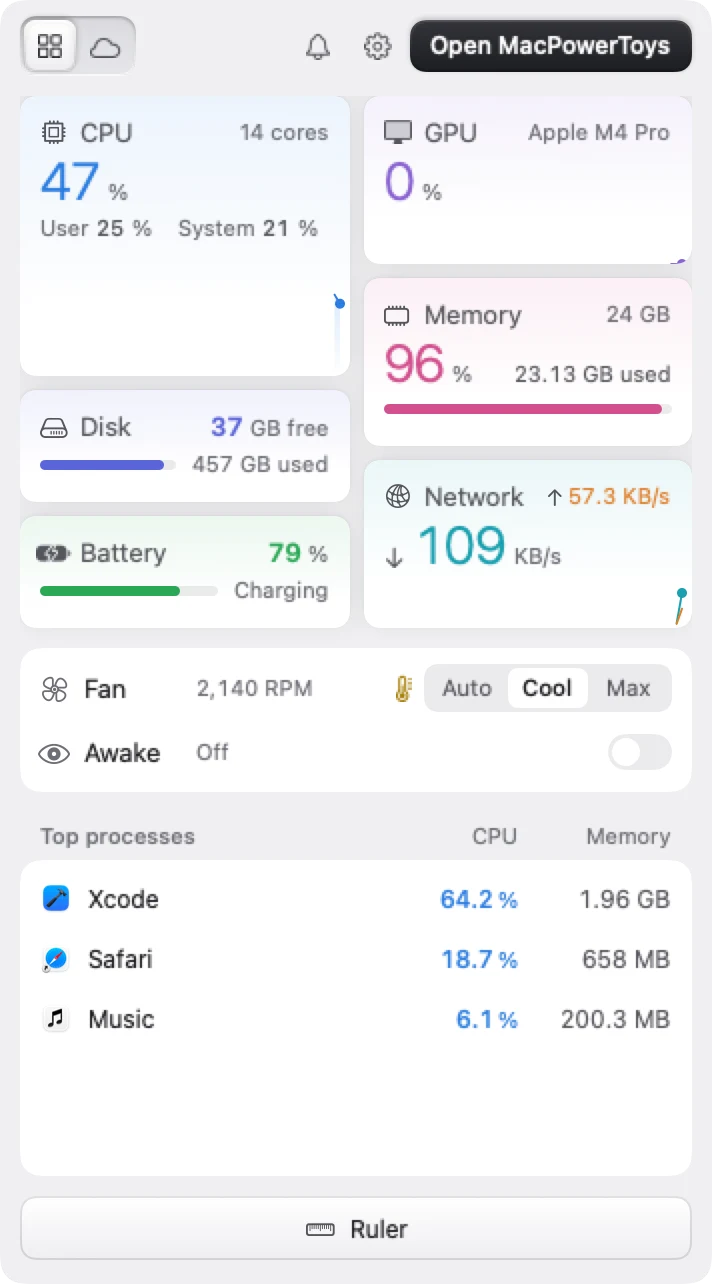 Open MacPowerToys
CPU 14 cores
47 %
User 25 % System 21 %
GPU Apple M4 Pro
0 %
Memory 24 GB
96 % 23.13 GB used
Disk 37 GB free
457 GB used
Network ↑ 57.3 KB/s
↓ 109 KB/s
Battery 79 %
Charging
Fan 2,140 RPM Auto Cool Max
Awake Off
Top processes CPU Memory
Xcode 64.2 % 1.96 GB
Safari 18.7 % 658 MB
Music 6.1 % 200.3 MB
Ruler